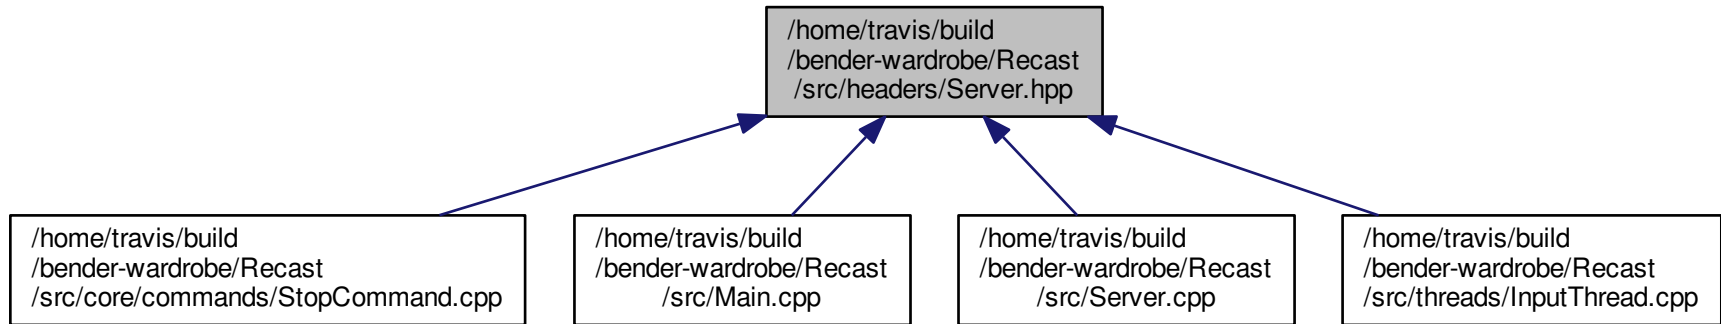 /home/travis/build
/bender-wardrobe/Recast
/src/headers/Server.hpp
/home/travis/build
/bender-wardrobe/Recast
/src/core/commands/StopCommand.cpp
/home/travis/build
/bender-wardrobe/Recast
/src/Main.cpp
/home/travis/build
/bender-wardrobe/Recast
/src/Server.cpp
/home/travis/build
/bender-wardrobe/Recast
/src/threads/InputThread.cpp